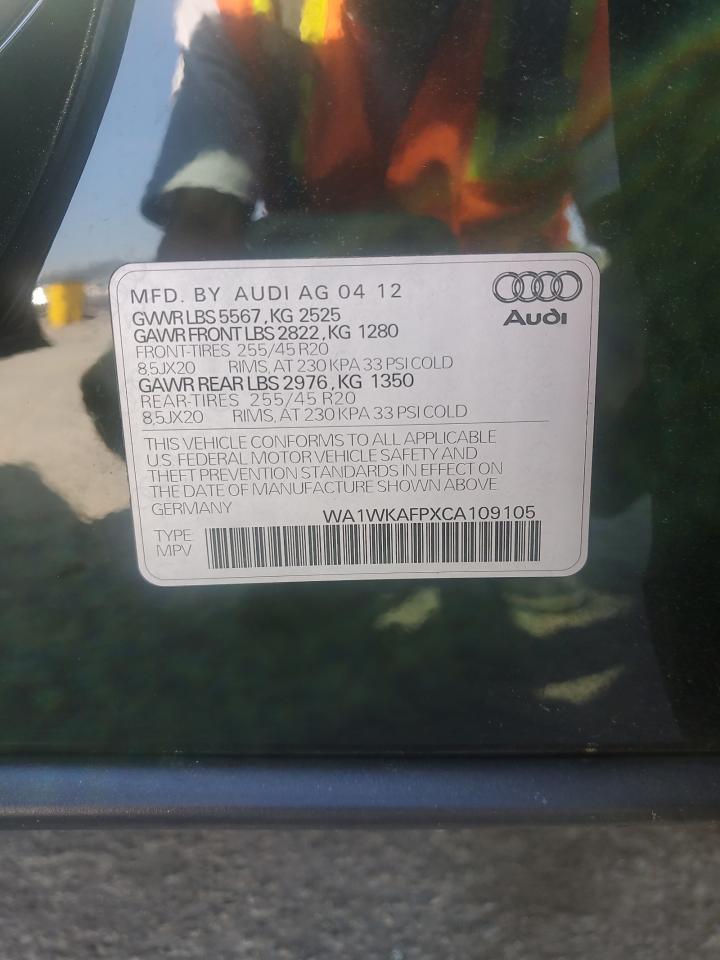 MFD. BY AUDI AG 04 12
GVWR LBS 5567, KG 2525
GAWR FRONT LBS 2822, KG 1280
FRONT-TIRES 255/45 R20
8,5JX20 RIMS, AT 230 KPA 33 PSI COLD
GAWR REAR LBS 2976, KG 1350
REAR-TIRES 255/45 R20
8,5JX20 RIMS, AT 230 KPA 33 PSI COLD
Audi
THIS VEHICLE CONFORMS TO ALL APPLICABLE
U.S. FEDERAL MOTOR VEHICLE SAFETY AND
THEFT PREVENTION STANDARDS IN EFFECT ON
THE DATE OF MANUFACTURE SHOWN ABOVE
GERMANY WA1WKAFPXCA109105
TYPE
MPV